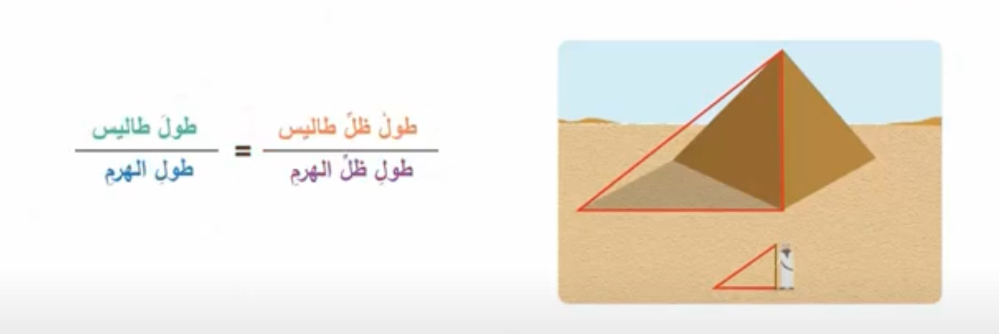 طولُ ظلِّ طاليس = طولَ طاليس
طولِ ظلِّ الهرمِ طولِ الهرمِ